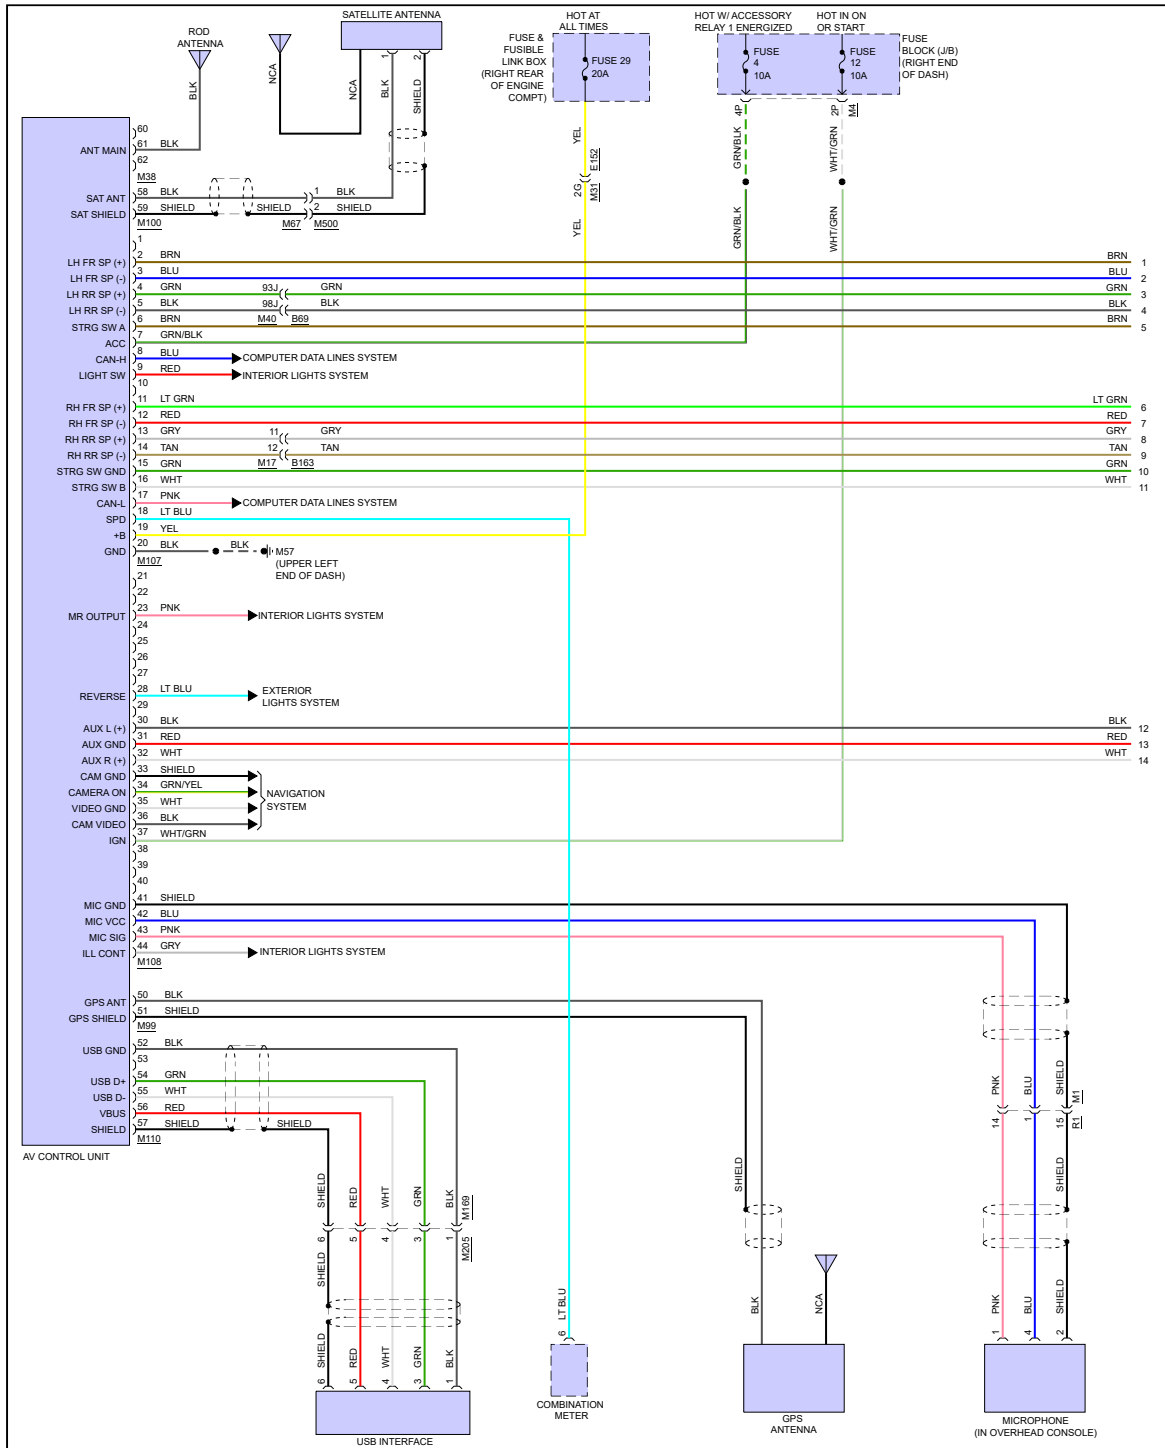 SATELLITE ANTENNA
ROD
ANTENNA
HOT AT
ALL TIMES
HOT W/ ACCESSORY
RELAY 1 ENERGIZED
HOT IN ON
OR START
FUSE &
FUSIBLE
LINK BOX
(RIGHT REAR
OF ENGINE
COMPT)
FUSE 29
20A
FUSE
4
10A
FUSE
12
10A
FUSE
BLOCK (J/B)
(RIGHT END
OF DASH)
NCA
NCA
1
2
BLK
BLK
SHIELD
4P
2P
M4
YEL
E152
2G
M31
YEL
GRN/BLK
WHT/GRN
GRN/BLK
WHT/GRN
60
ANT MAIN 61 BLK
62
M38
SAT ANT 58 BLK 1 BLK
SAT SHIELD 59 SHIELD SHIELD 2 SHIELD
M100 M67 M500
1
LH FR SP (+) 2 BRN BRN 1
LH FR SP (-) 3 BLU BLU 2
LH RR SP (+) 4 GRN 93J GRN GRN 3
LH RR SP (-) 5 BLK 98J BLK BLK 4
STRG SW A 6 BRN M40 B69 BRN 5
ACC 7 GRN/BLK
CAN-H 8 BLU COMPUTER DATA LINES SYSTEM
LIGHT SW 9 RED INTERIOR LIGHTS SYSTEM
10
RH FR SP (+) 11 LT GRN LT GRN 6
RH FR SP (-) 12 RED RED 7
RH RR SP (+) 13 GRY 11 GRY GRY 8
RH RR SP (-) 14 TAN 12 TAN TAN 9
STRG SW GND 15 GRN M17 B163 GRN 10
STRG SW B 16 WHT WHT 11
CAN-L 17 PNK COMPUTER DATA LINES SYSTEM
SPD 18 LT BLU
+B 19 YEL
GND 20 BLK BLK M57
M107 (UPPER LEFT
END OF DASH)
21
22
MR OUTPUT 23 PNK INTERIOR LIGHTS SYSTEM
24
25
26
27
REVERSE 28 LT BLU EXTERIOR
LIGHTS SYSTEM
29
AUX L (+) 30 BLK BLK 12
AUX GND 31 RED RED 13
AUX R (+) 32 WHT WHT 14
CAM GND 33 SHIELD
CAMERA ON 34 GRN/YEL NAVIGATION
VIDEO GND 35 WHT SYSTEM
CAM VIDEO 36 BLK
IGN 37 WHT/GRN
38
39
40
MIC GND 41 SHIELD
MIC VCC 42 BLU
MIC SIG 43 PNK
ILL CONT 44 GRY INTERIOR LIGHTS SYSTEM
M108
GPS ANT 50 BLK
GPS SHIELD 51 SHIELD
M99
USB GND 52 BLK
53
USB D+ 54 GRN
USB D- 55 WHT
VBUS 56 RED
SHIELD 57 SHIELD SHIELD
M110
AV CONTROL UNIT
PNK
BLU
SHIELD
M1
14
1
15
R1
SHIELD
RED
WHT
GRN
BLK
M169
SHIELD
SHIELD
6
5
4
3
1
M205
SHIELD
LT BLU
BLK
NCA
PNK
BLU
SHIELD
SHIELD
RED
WHT
GRN
BLK
6
5
4
3
1
6
1
4
2
USB INTERFACE
COMBINATION
METER
GPS
ANTENNA
MICROPHONE
(IN OVERHEAD CONSOLE)